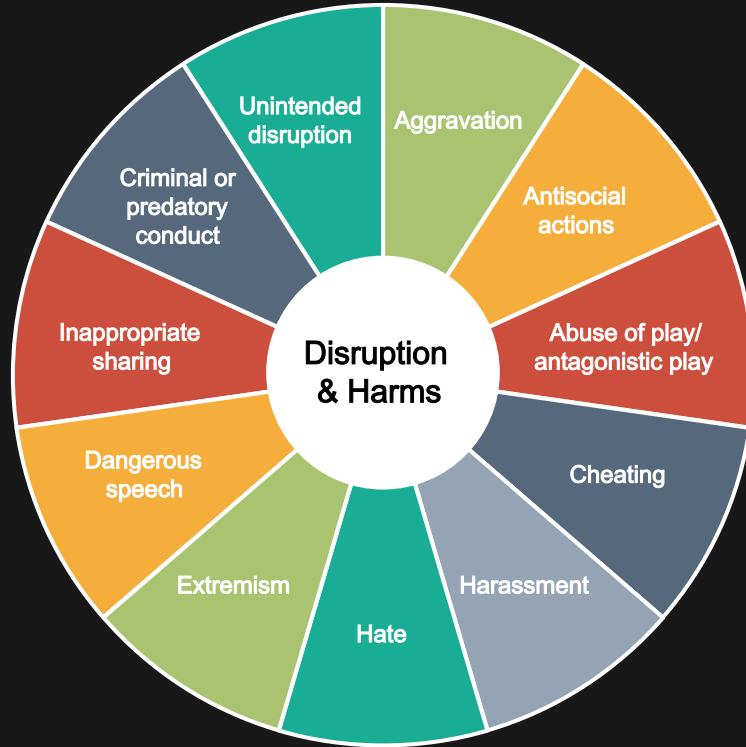 Unintended
disruption
Aggravation
Antisocial
actions
Abuse of play/
antagonistic play
Cheating
Harassment
Hate
Extremism
Dangerous
speech
Inappropriate
sharing
Criminal or
predatory
conduct
Disruption
& Harms